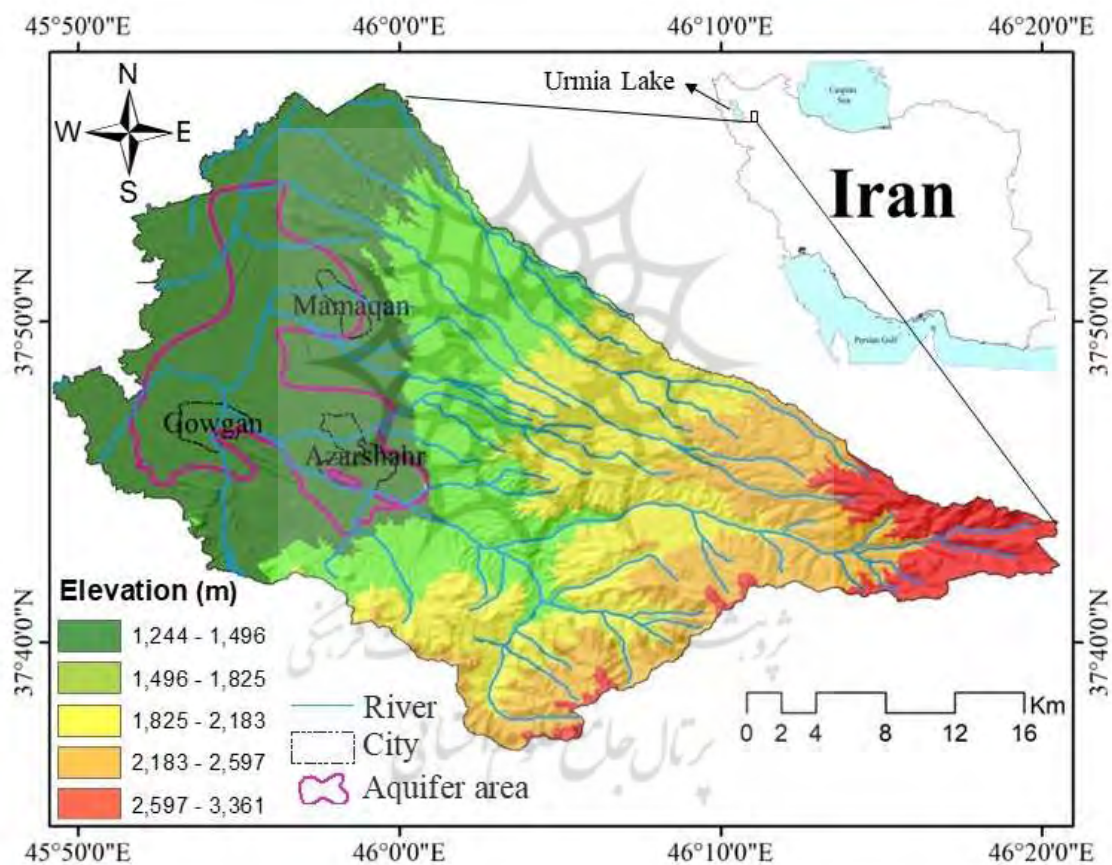 45°50'0"E 46°0'0"E 46°10'0"E 46°20'0"E
N
W E
S
Urmia Lake
Caspian
Sea
Iran
Persian Gulf
37°50'0"N
37°50'0"N
Mamaqan
Gowgan
Azarshahr
37°40'0"N
37°40'0"N
Elevation (m)
1,244 - 1,496
1,496 - 1,825
1,825 - 2,183
2,183 - 2,597
2,597 - 3,361
River
City
Aquifer area
Km
0 2 4 8 12 16
پرتال جامع علوم انسانی
45°50'0"E 46°0'0"E 46°10'0"E 46°20'0"E